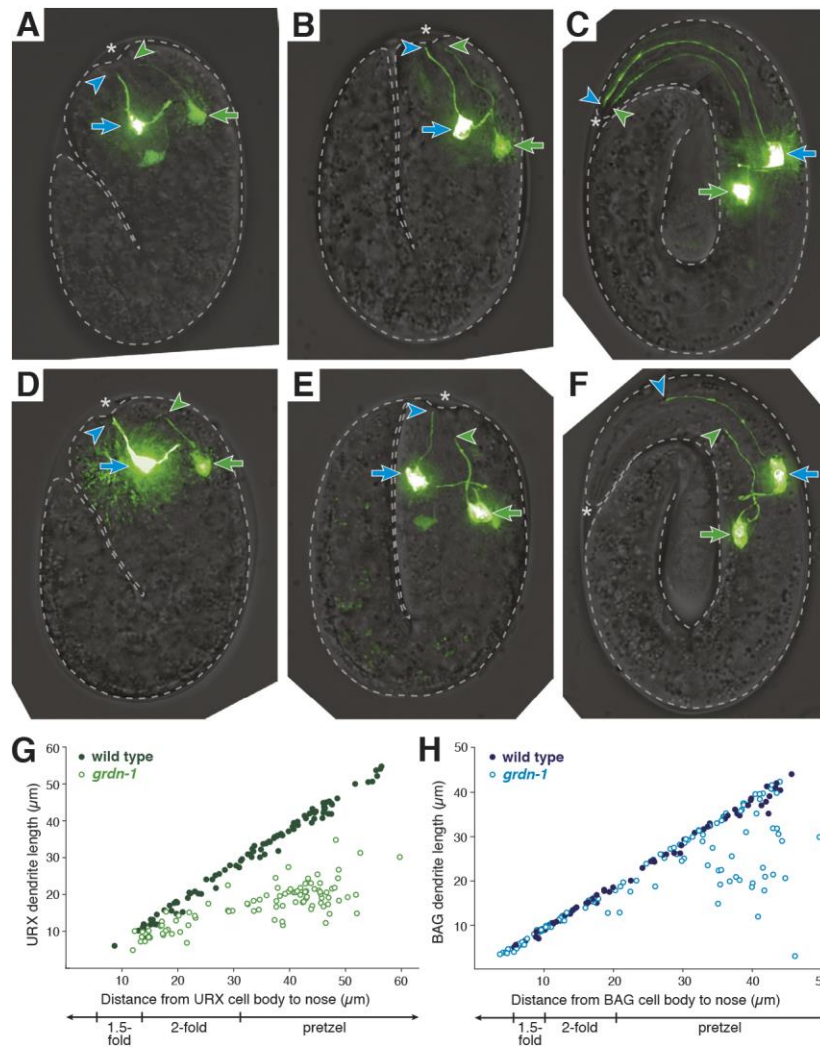 A B C
* * *
D E F
* * *
G H
wild type
grdn-1
URX dendrite length (µm)
60
50
40
30
20
10
10 20 30 40 50 60
Distance from URX cell body to nose (µm)
1.5-
fold
2-fold
pretzel
wild type
grdn-1
BAG dendrite length (µm)
50
40
30
20
10
10 20 30 40 50
Distance from BAG cell body to nose (µm)
1.5-
fold
2-fold
pretzel